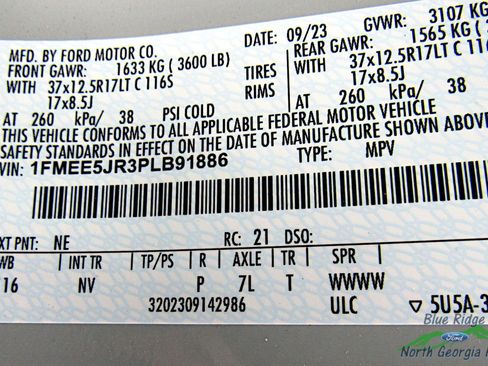 MFD. BY FORD MOTOR CO. DATE: 09/23 GVWR: 3107 KG
FRONT GAWR: 1633 KG ( 3600 LB) REAR GAWR: 1565 KG ( 345
WITH 37x12.5R17LT C 116S TIRES WITH 37x12.5R17LT C 116
17x8.5J RIMS 17x8.5J
AT 260 kPa/ 38 PSI COLD AT 260 kPa/ 38
THIS VEHICLE CONFORMS TO ALL APPLICABLE FEDERAL MOTOR VEHICLE
SAFETY STANDARDS IN EFFECT ON THE DATE OF MANUFACTURE SHOWN ABOVE
VIN: 1FMEE5JR3PLB91886 TYPE: MPV
EXT PNT: NE RC: 21 DSO:
WB INT TR TP/PS R AXLE TR SPR
116 NV P 7L T WWWW
3202309142986 ULC ▽ 5U5A-3
Blue Ridge
Ford
North Georgia